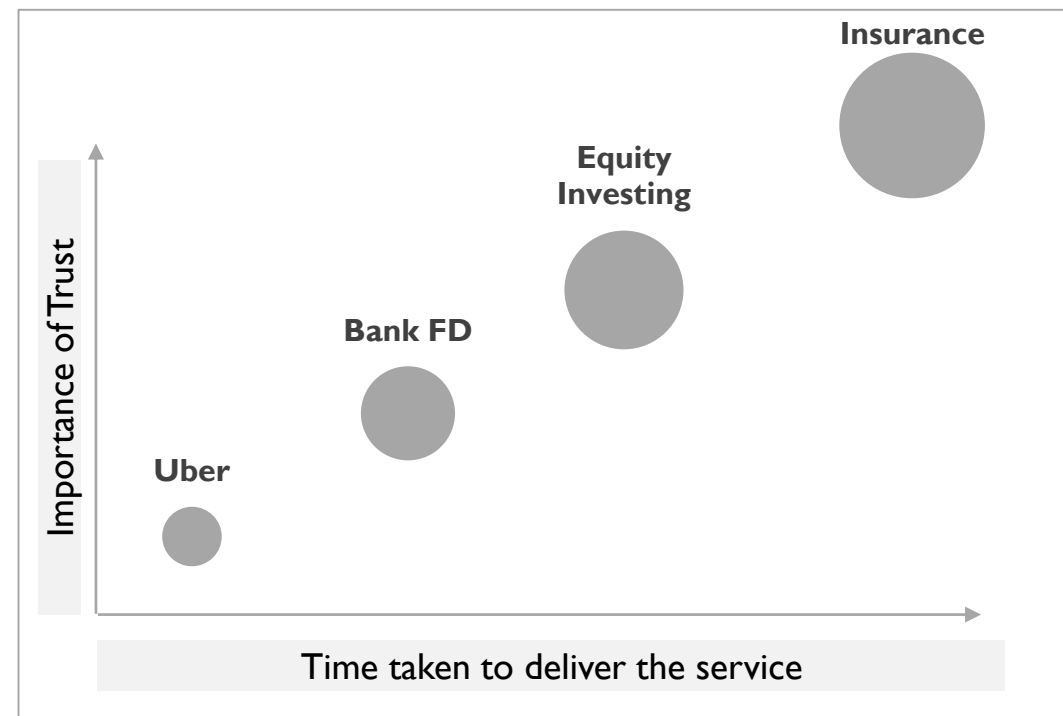 Insurance
Equity
Investing
Bank FD
Uber
Importance of Trust
Time taken to deliver the service